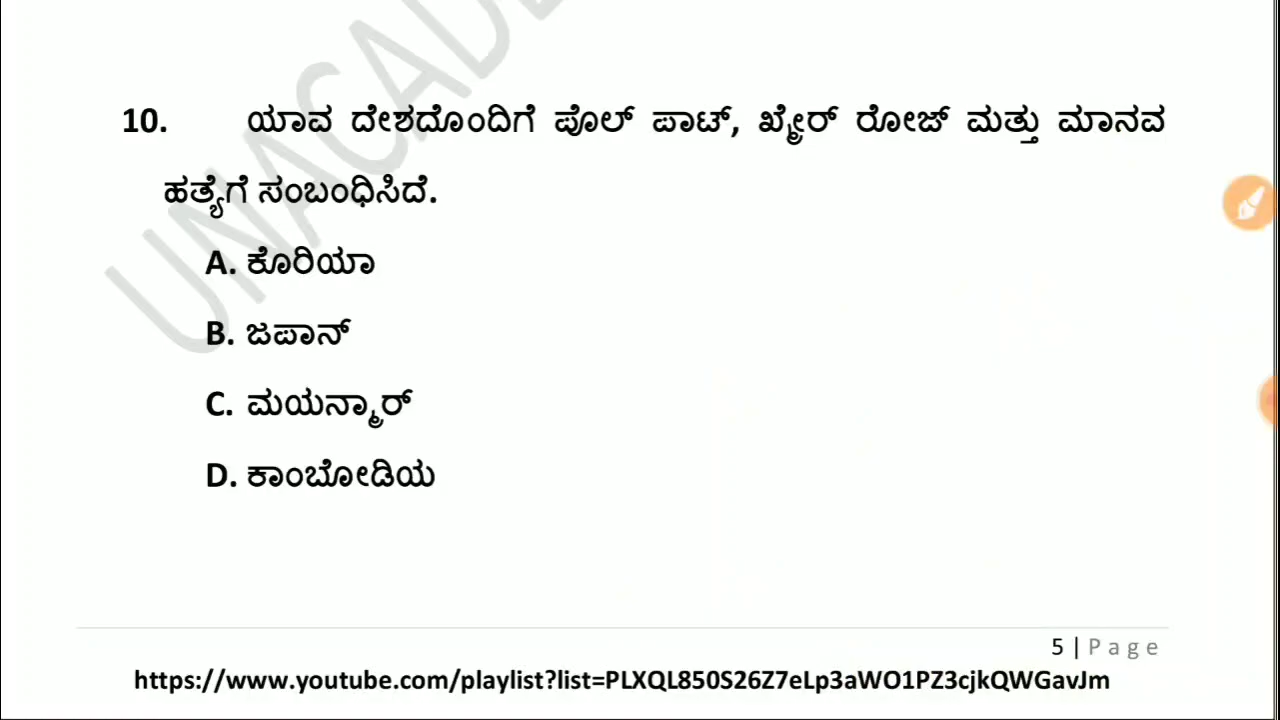 10. ಯಾವ ದೇಶದೊಂದಿಗೆ ಪೊಲ್ ಪಾಟ್, ಖ್ಮೇರ್ ರೋಜ್ ಮತ್ತು ಮಾನವ
ಹತ್ಯೆಗೆ ಸಂಬಂಧಿಸಿದೆ.
A. ಕೊರಿಯಾ
B. ಜಪಾನ್
C. ಮಯನ್ಮಾರ್
D. ಕಾಂಬೋಡಿಯ
5 | Page
https://www.youtube.com/playlist?list=PLXQL850S26Z7eLp3aWO1PZ3cjkQWGavJm